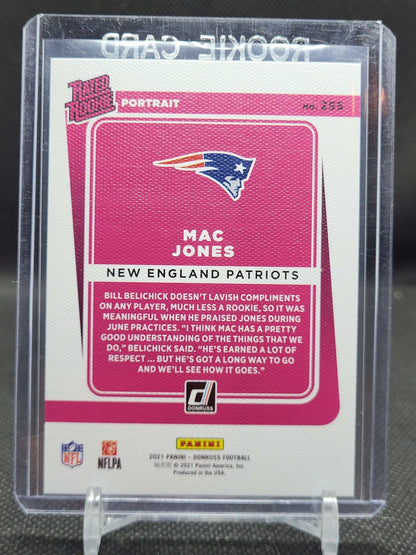 ROOKIE CARD
RATED
ROOKIE
PORTRAIT
NO. 255
MAC
JONES
NEW ENGLAND PATRIOTS
BILL BELICHICK DOESN'T LAVISH COMPLIMENTS
ON ANY PLAYER, MUCH LESS A ROOKIE, SO IT WAS
MEANINGFUL WHEN HE PRAISED JONES DURING
JUNE PRACTICES. "I THINK MAC HAS A PRETTY
GOOD UNDERSTANDING OF THE THINGS THAT WE
DO," BELICHICK SAID. "HE'S EARNED A LOT OF
RESPECT ... BUT HE'S GOT A LONG WAY TO GO
AND WE'LL SEE HOW IT GOES."
D
DONRUSS
NFL
NFLPA
PANINI
2021 PANINI – DONRUSS FOOTBALL
© 2021 Panini America, Inc.
Produced in the USA.